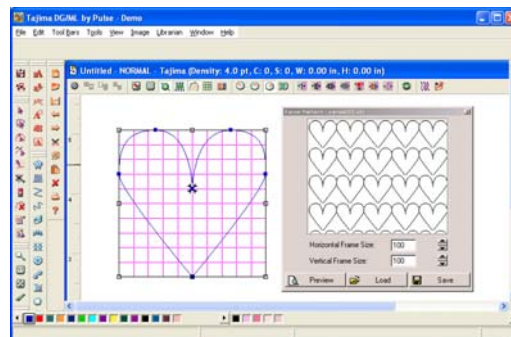 Tajima DG/ML by Pulse - Demo
File Edit Tool Bars Tools View Image Librarian Window Help
Untitled - NORMAL - Tajima (Density: 4.0 pt, C: 0, S: 0, W: 0.00 in, H: 0.00 in)
3D
Horizontal Frame Size: 100
Vertical Frame Size: 100
Preview Load Save